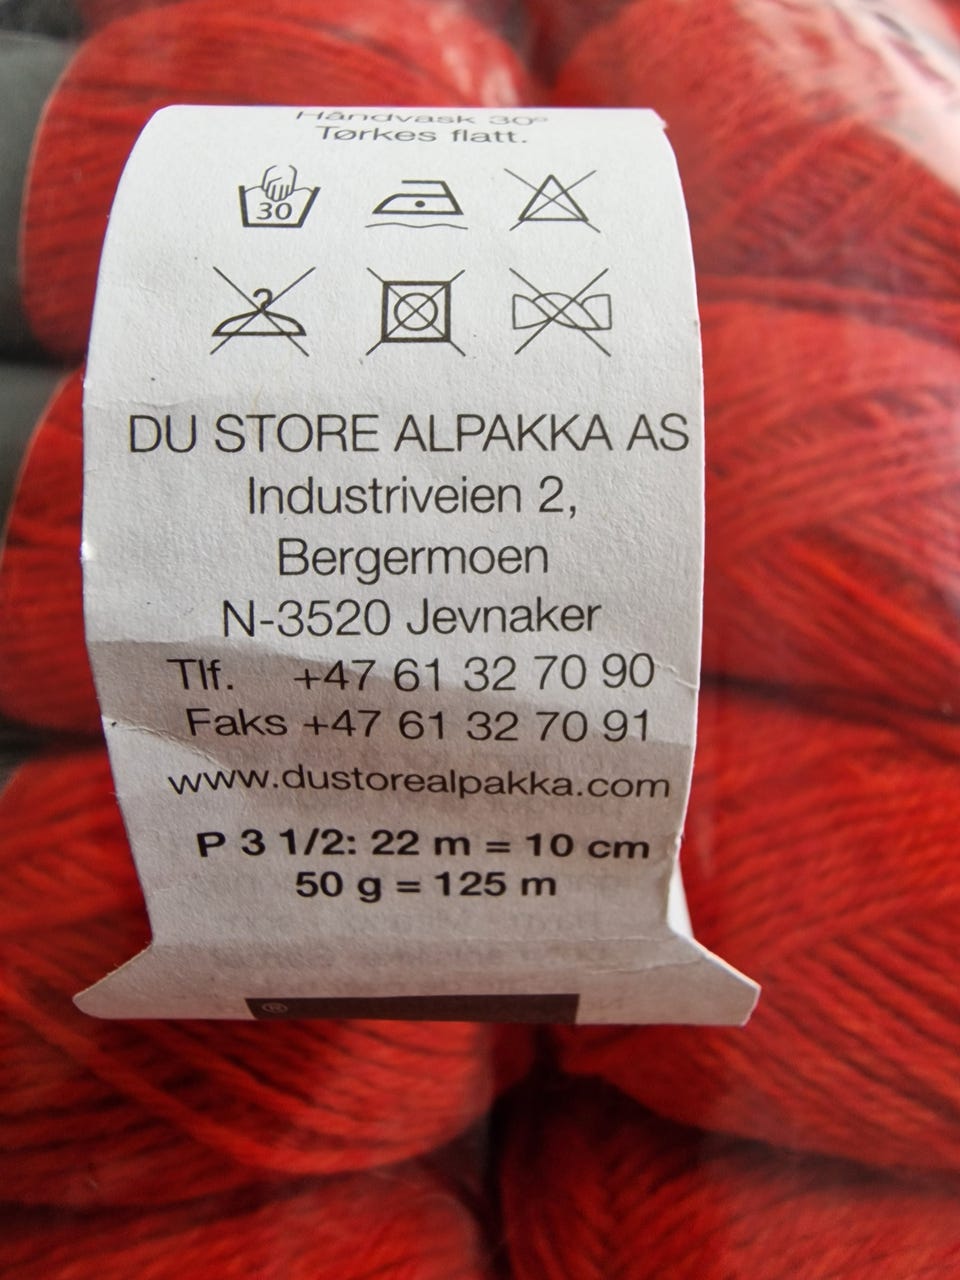 Håndvask 30º
Tørkes flatt.
30
DU STORE ALPAKKA AS
Industriveien 2,
Bergermoen
N-3520 Jevnaker
Tlf. +47 61 32 70 90
Faks +47 61 32 70 91
www.dustorealpakka.com
P 3 1/2: 22 m = 10 cm
50 g = 125 m
®